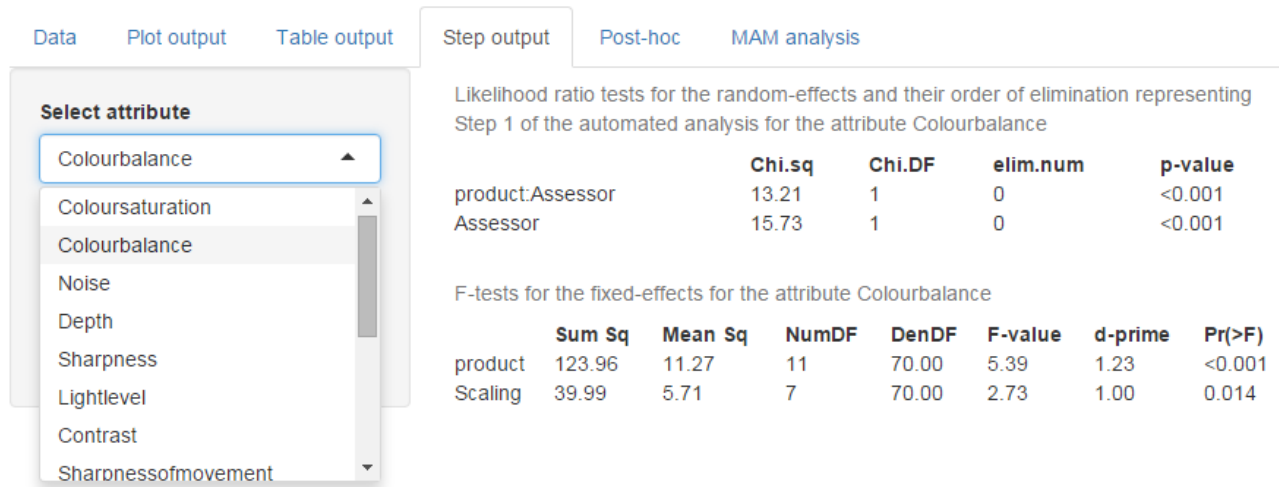 Data Plot output Table output Step output Post-hoc MAM analysis
Select attribute
Colourbalance
Coloursaturation
Colourbalance
Noise
Depth
Sharpness
Lightlevel
Contrast
Sharpnessofmovement
Likelihood ratio tests for the random-effects and their order of elimination representing
Step 1 of the automated analysis for the attribute Colourbalance
Chi.sq Chi.DF elim.num p-value
product:Assessor 13.21 1 0 <0.001
Assessor 15.73 1 0 <0.001
F-tests for the fixed-effects for the attribute Colourbalance
Sum Sq Mean Sq NumDF DenDF F-value d-prime Pr(>F)
product 123.96 11.27 11 70.00 5.39 1.23 <0.001
Scaling 39.99 5.71 7 70.00 2.73 1.00 0.014